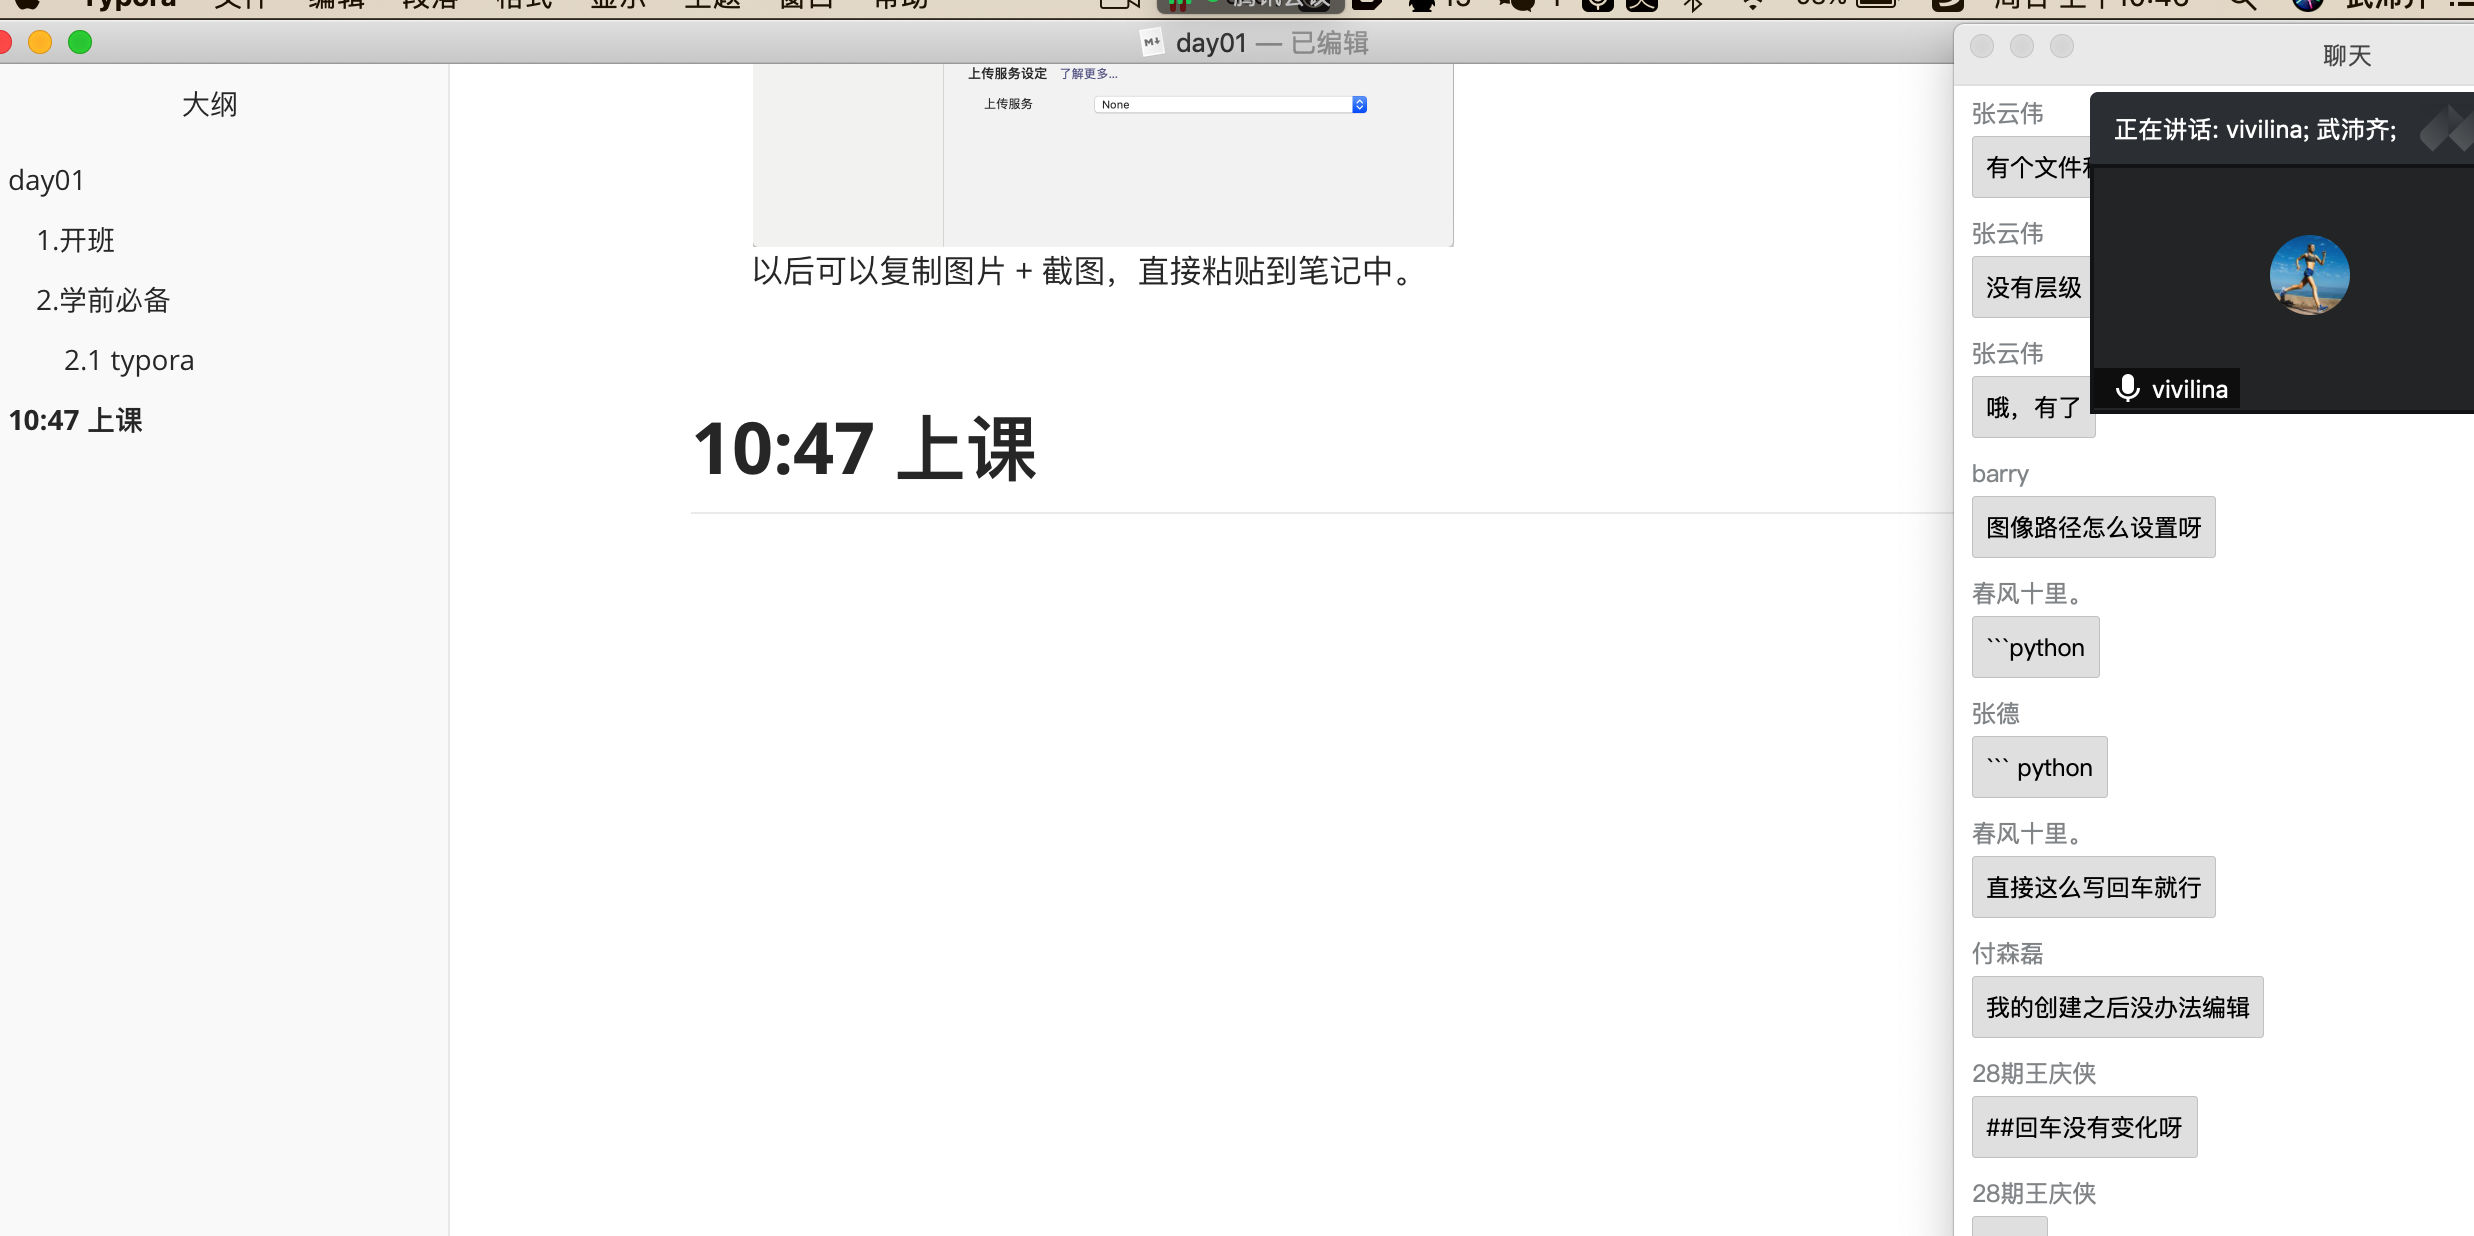 Typora 文件 编辑 段落 格式 显示 主题 窗口 帮助
day01 — 已编辑
大纲
day01
1.开班
2.学前必备
2.1 typora
10:47 上课
上传服务设定 了解更多...
上传服务 None
以后可以复制图片 + 截图，直接粘贴到笔记中。
10:47 上课
聊天
正在讲话: vivilina; 武沛齐;
vivilina
张云伟
有个文件
张云伟
没有层级
张云伟
哦，有了
barry
图像路径怎么设置呀
春风十里。
```python
张德
``` python
春风十里。
直接这么写回车就行
付森磊
我的创建之后没办法编辑
28期王庆侠
##回车没有变化呀
28期王庆侠